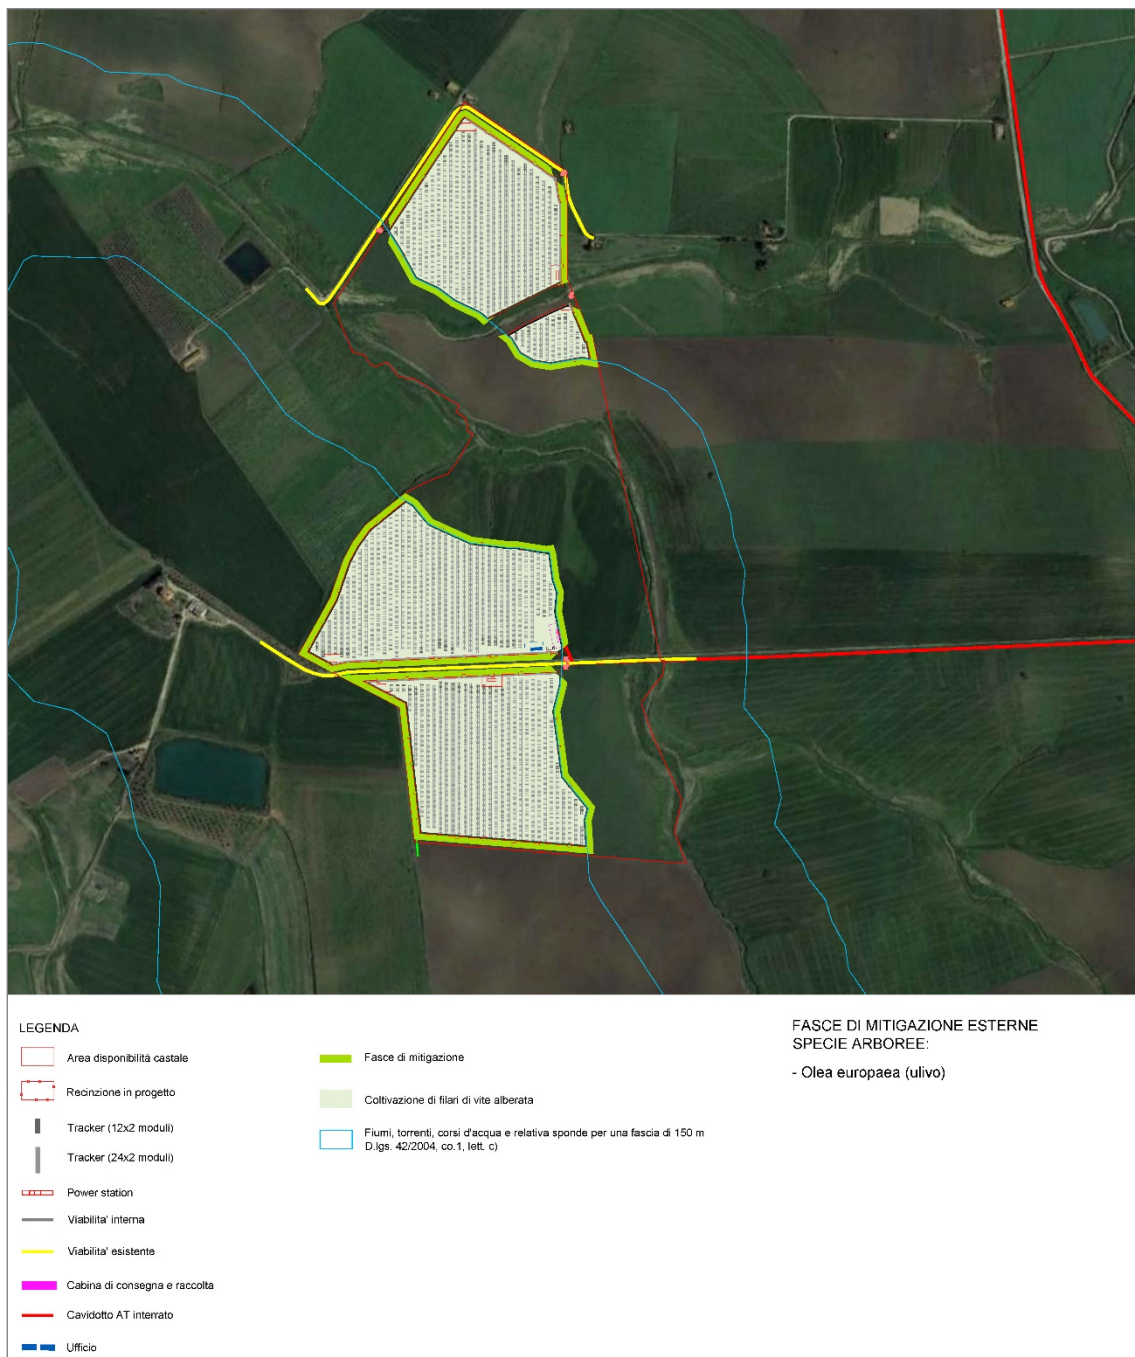 LEGENDA
Area disponibilità castale
Recinzione in progetto
Tracker (12x2 moduli)
Tracker (24x2 moduli)
Power station
Viabilita' interna
Viabilita' esistente
Cabina di consegna e raccolta
Cavidotto AT interrato
Ufficio
Fasce di mitigazione
Coltivazione di filari di vite alberata
Fiumi, torrenti, corsi d'acqua e relativa sponde per una fascia di 150 m
D.lgs. 42/2004, co.1, lett. c)
FASCE DI MITIGAZIONE ESTERNE
SPECIE ARBOREE:
- Olea europaea (ulivo)